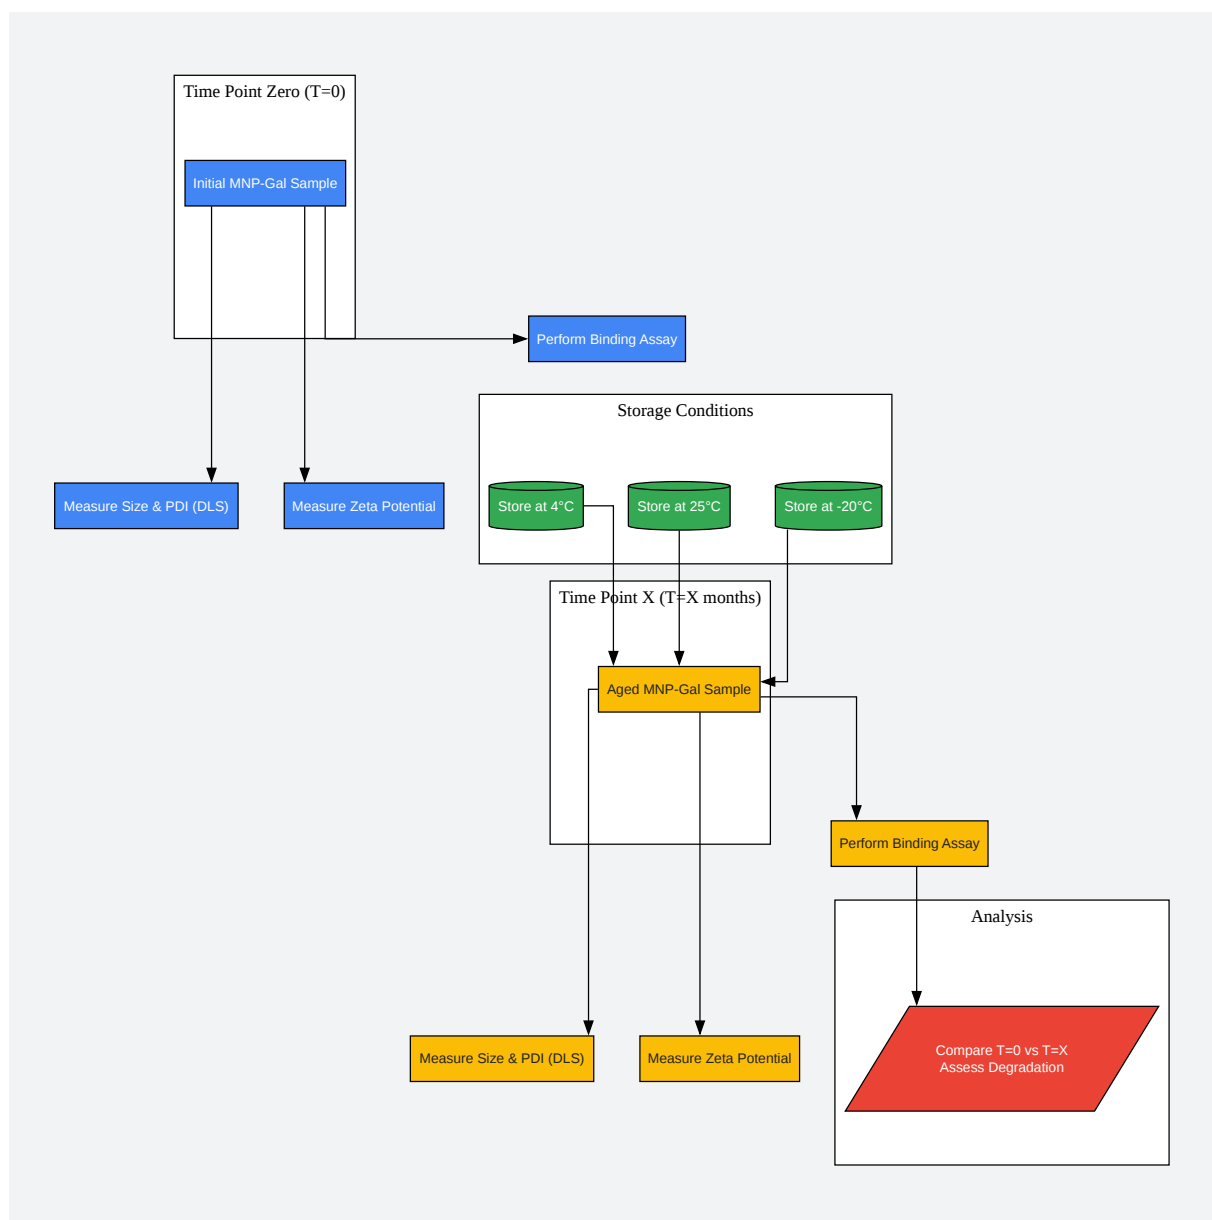 Time Point Zero (T=0)
Initial MNP-Gal Sample
Perform Binding Assay
Storage Conditions
Measure Size & PDI (DLS)
Measure Zeta Potential
Store at 4°C
Store at 25°C
Store at -20°C
Time Point X (T=X months)
Aged MNP-Gal Sample
Perform Binding Assay
Analysis
Measure Size & PDI (DLS)
Measure Zeta Potential
Compare T=0 vs T=X
Assess Degradation